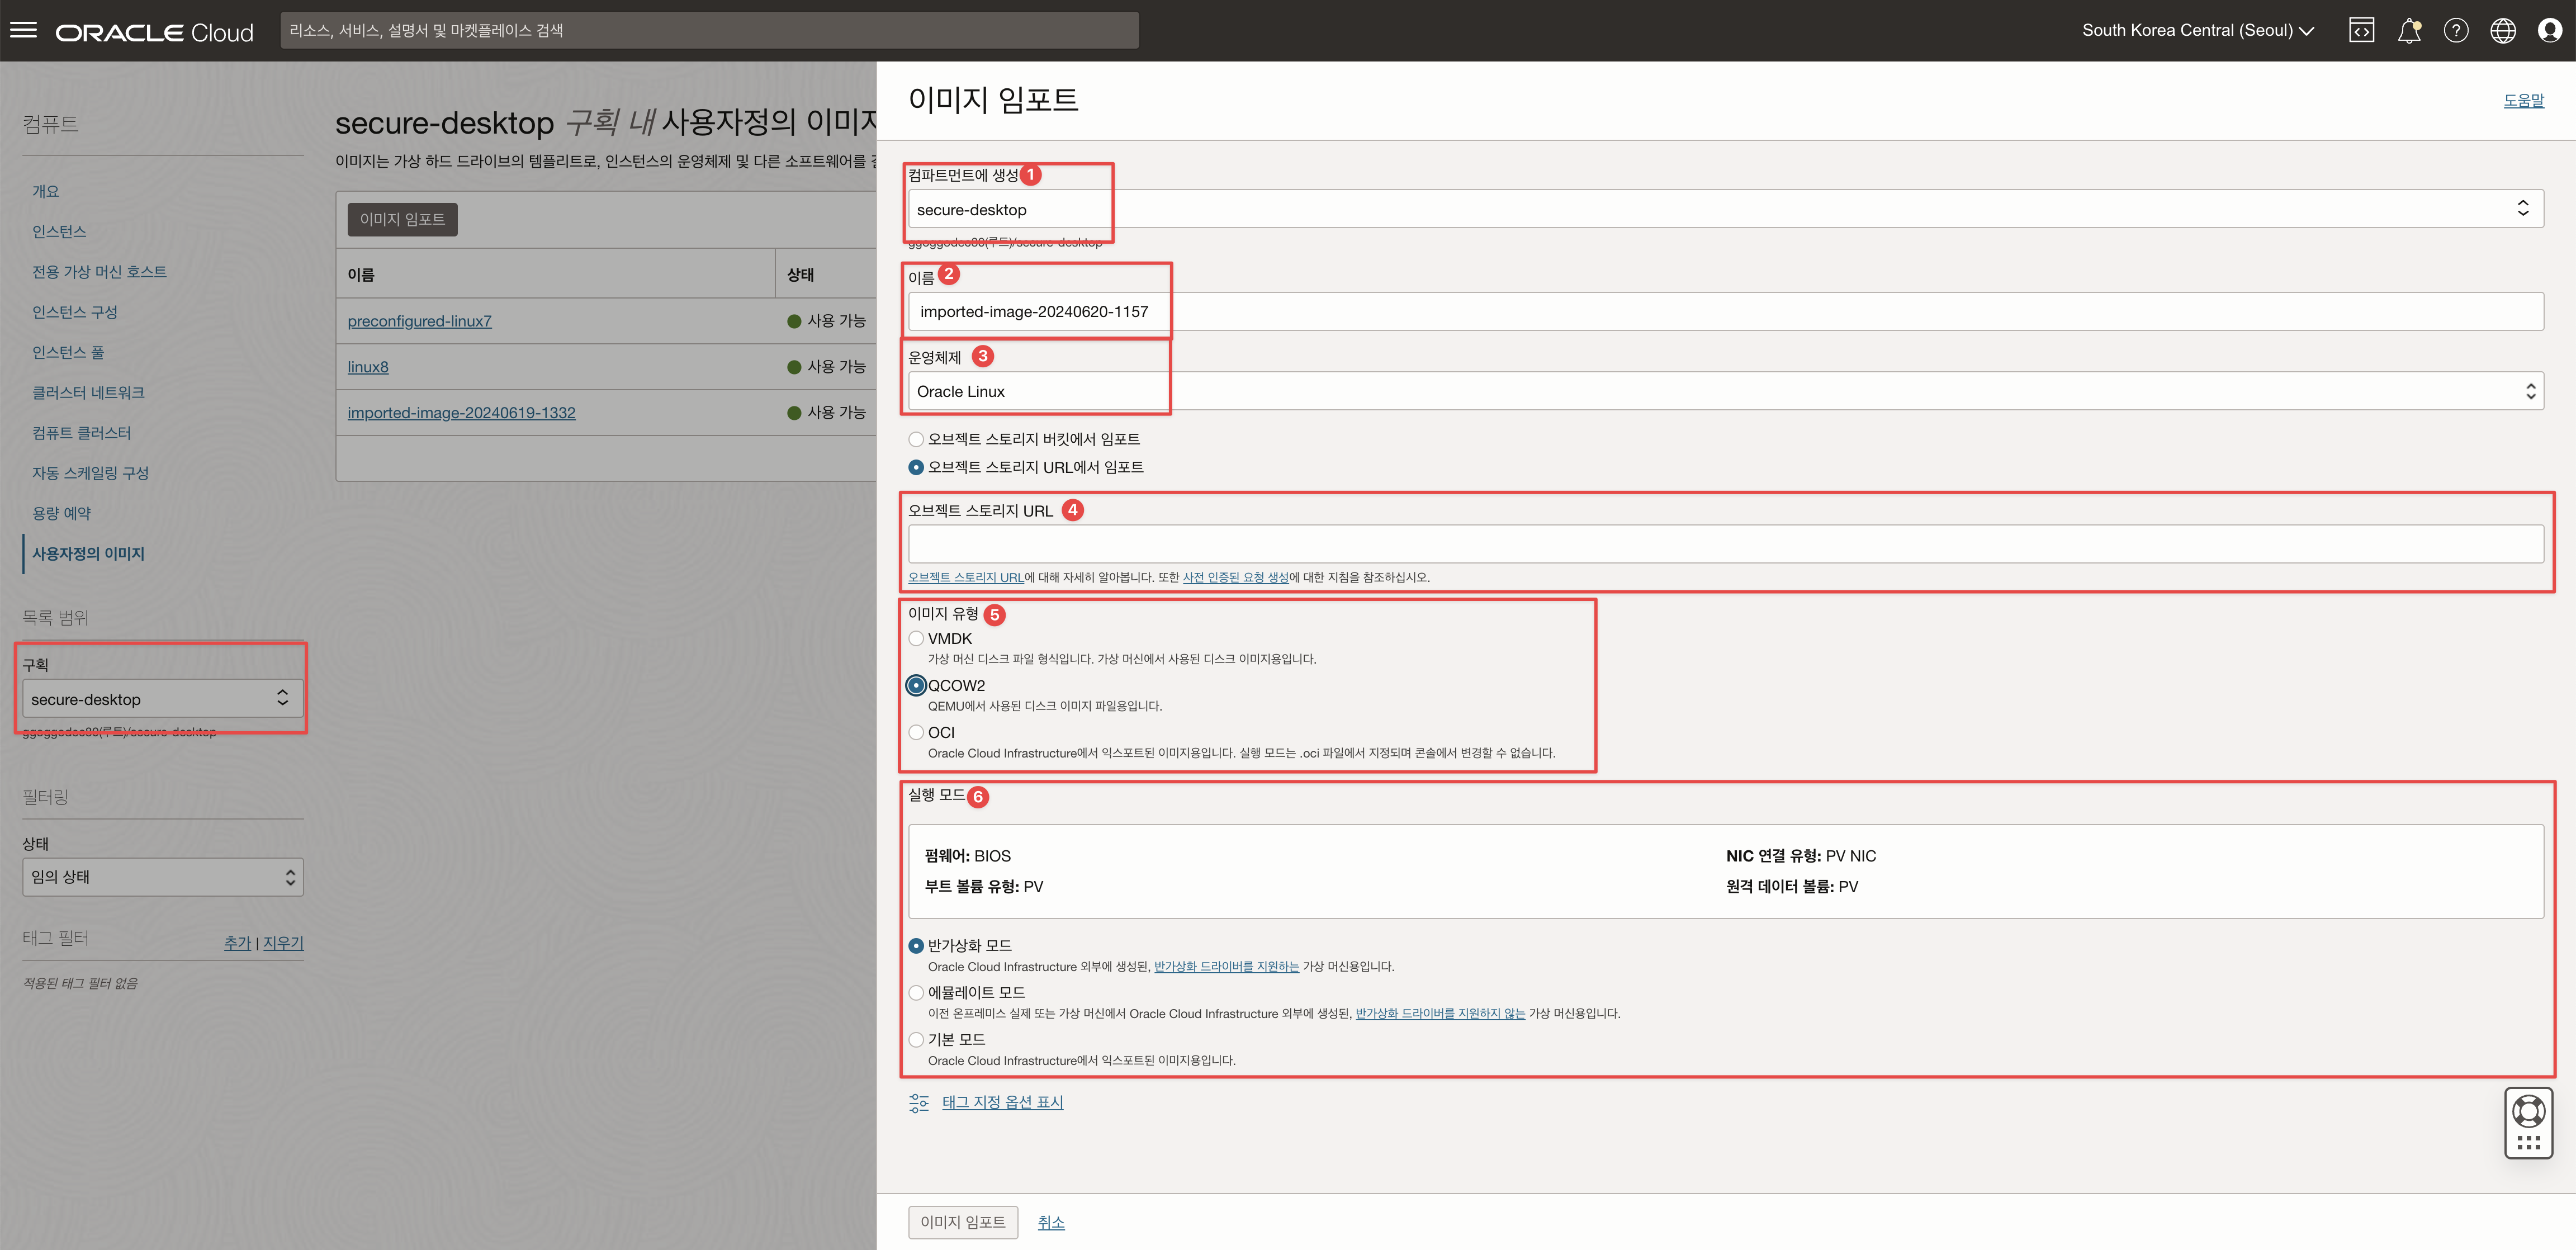 ORACLE Cloud
리소스, 서비스, 설명서 및 마켓플레이스 검색
South Korea Central (Seoul)
컴퓨트
개요
인스턴스
전용 가상 머신 호스트
인스턴스 구성
인스턴스 풀
클러스터 네트워크
컴퓨트 클러스터
자동 스케일링 구성
용량 예약
사용자정의 이미지
목록 범위
구획
secure-desktop
필터링
상태
임의 상태
태그 필터
추가 | 지우기
적용된 태그 필터 없음
secure-desktop 구획 내 사용자정의 이미지
이미지는 가상 하드 드라이브의 템플리트로, 인스턴스의 운영체제 및 다른 소프트웨어를
이미지 임포트
이름 상태
preconfigured-linux7 사용 가능
linux8 사용 가능
imported-image-20240619-1332 사용 가능
이미지 임포트
도움말
컴파트먼트에 생성 1
secure-desktop
이름 2
imported-image-20240620-1157
운영체제 3
Oracle Linux
오브젝트 스토리지 버킷에서 임포트
오브젝트 스토리지 URL에서 임포트
오브젝트 스토리지 URL 4
오브젝트 스토리지 URL에 대해 자세히 알아봅니다. 또한 사전 인증된 요청 생성에 대한 지침을 참조하십시오.
이미지 유형 5
VMDK
가상 머신 디스크 파일 형식입니다. 가상 머신에서 사용된 디스크 이미지용입니다.
QCOW2
QEMU에서 사용된 디스크 이미지 파일용입니다.
OCI
Oracle Cloud Infrastructure에서 익스포트된 이미지용입니다. 실행 모드는 .oci 파일에서 지정되며 콘솔에서 변경할 수 없습니다.
실행 모드 6
펌웨어: BIOS
NIC 연결 유형: PV NIC
부트 볼륨 유형: PV
원격 데이터 볼륨: PV
반가상화 모드
Oracle Cloud Infrastructure 외부에 생성된, 반가상화 드라이버를 지원하는 가상 머신용입니다.
에뮬레이트 모드
이전 온프레미스 실제 또는 가상 머신에서 Oracle Cloud Infrastructure 외부에 생성된, 반가상화 드라이버를 지원하지 않는 가상 머신용입니다.
기본 모드
Oracle Cloud Infrastructure에서 익스포트된 이미지용입니다.
태그 지정 옵션 표시
이미지 임포트
취소